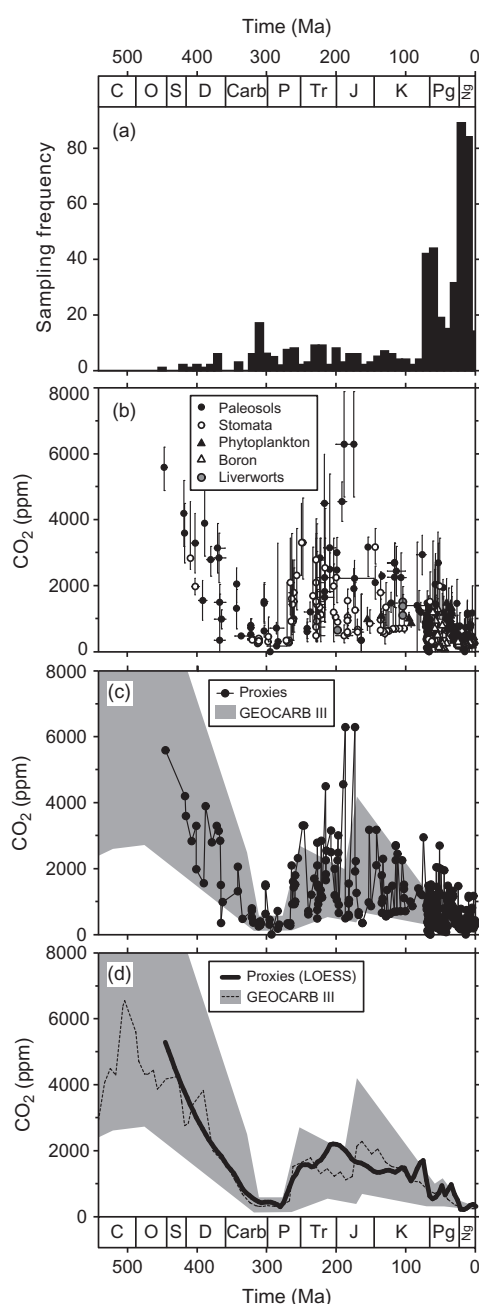 Time (Ma)
500 400 300 200 100 0
C O S D Carb P Tr J K Pg Ng
(a)
Sampling frequency
80
60
40
20
0
(b)
8000
6000
4000
2000
0
CO2 (ppm)
Paleosols
Stomata
Phytoplankton
Boron
Liverworts
(c)
8000
6000
4000
2000
0
CO2 (ppm)
Proxies
GEOCARB III
(d)
8000
6000
4000
2000
0
CO2 (ppm)
Proxies (LOESS)
GEOCARB III
C O S D Carb P Tr J K Pg Ng
500 400 300 200 100 0
Time (Ma)